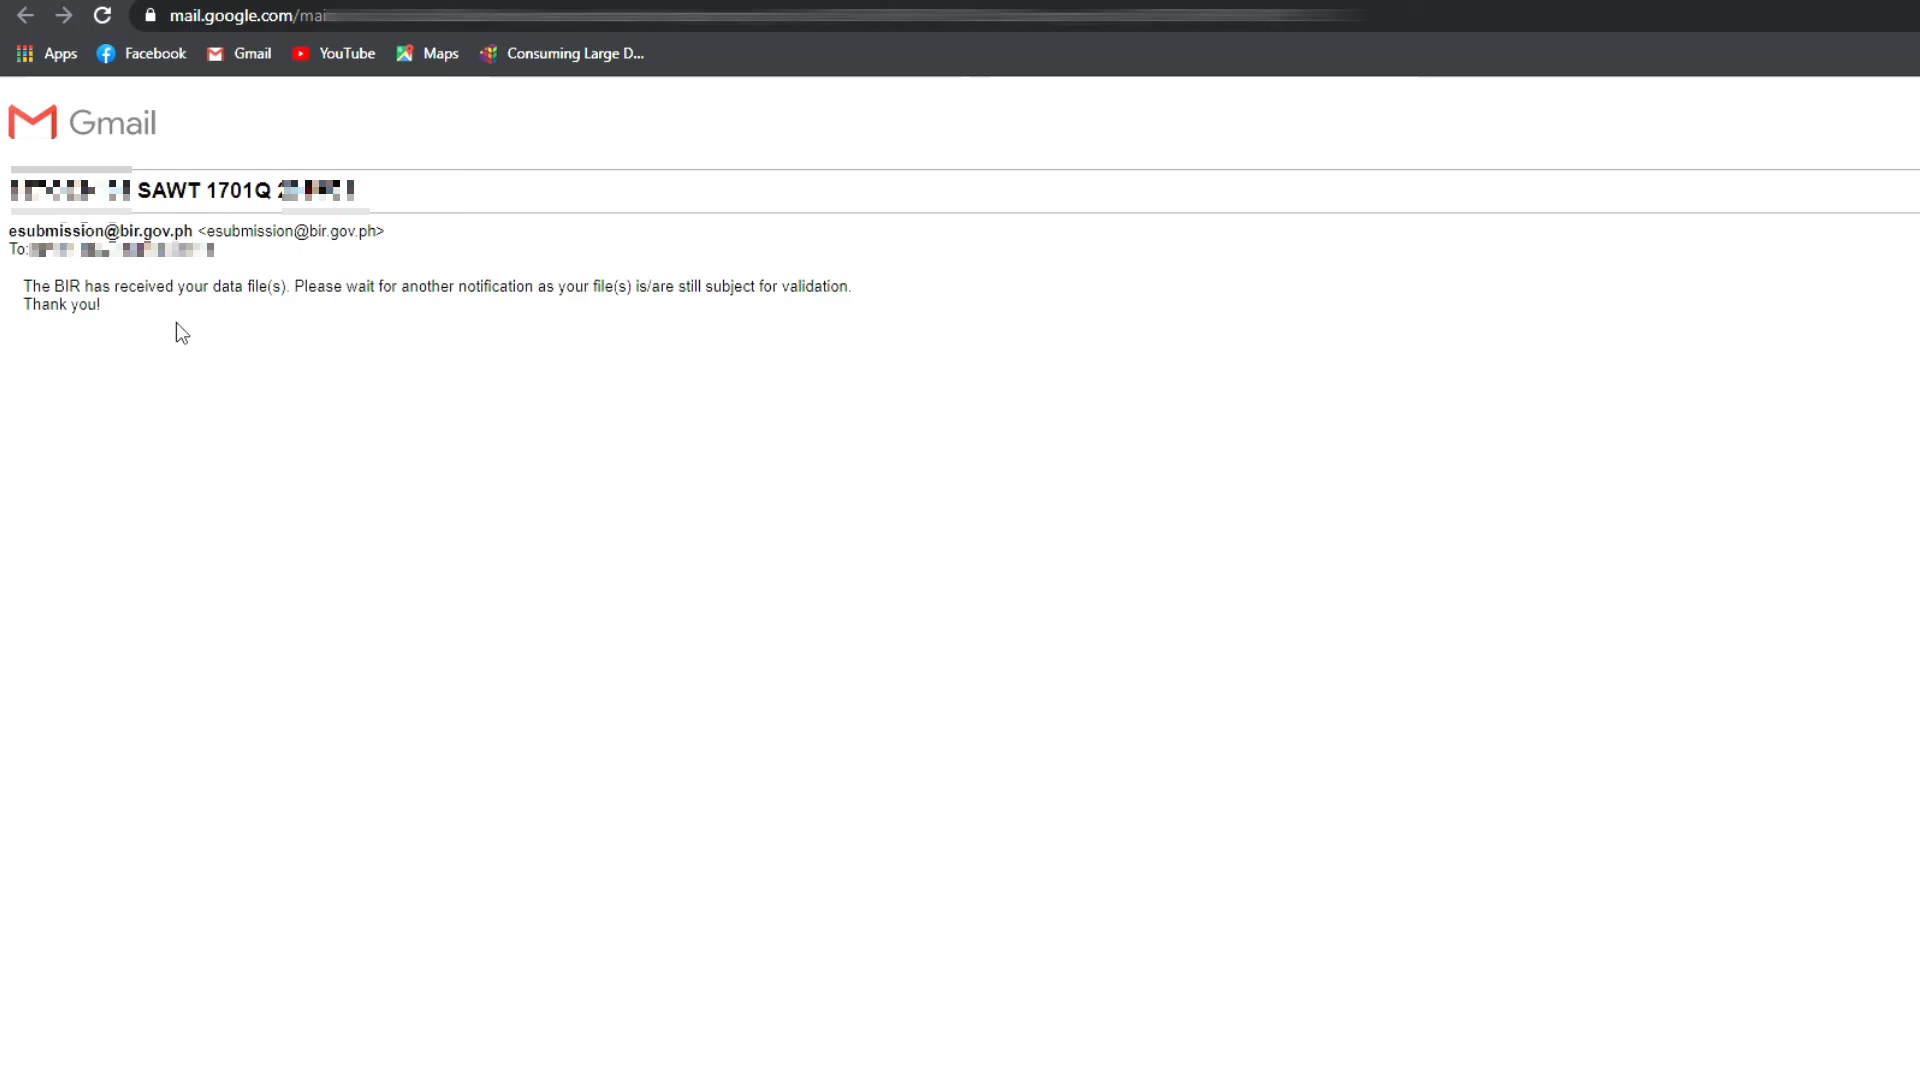 mail.google.com/mai
Apps Facebook Gmail YouTube Maps Consuming Large D...
Gmail
SAWT 1701Q
esubmission@bir.gov.ph <esubmission@bir.gov.ph>
To:
The BIR has received your data file(s). Please wait for another notification as your file(s) is/are still subject for validation.
Thank you!